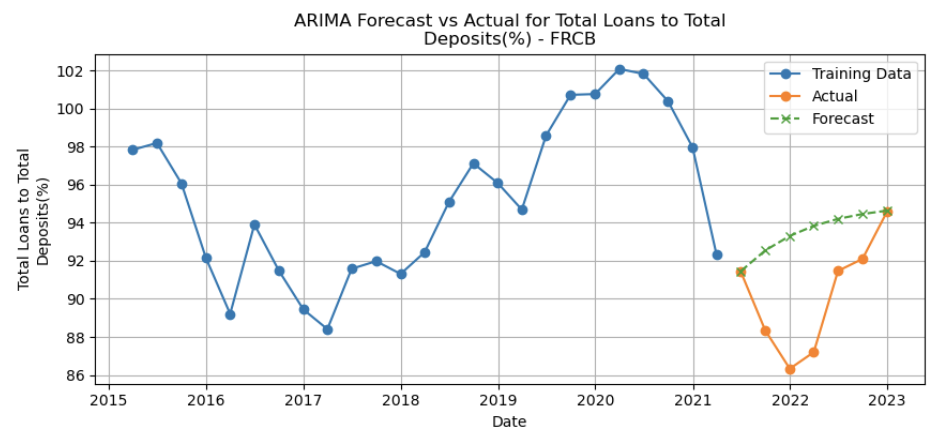 ARIMA Forecast vs Actual for Total Loans to Total
Deposits(%) - FRCB
Total Loans to Total
Deposits(%)
102
100
98
96
94
92
90
88
86
Training Data
Actual
Forecast
2015 2016 2017 2018 2019 2020 2021 2022 2023
Date